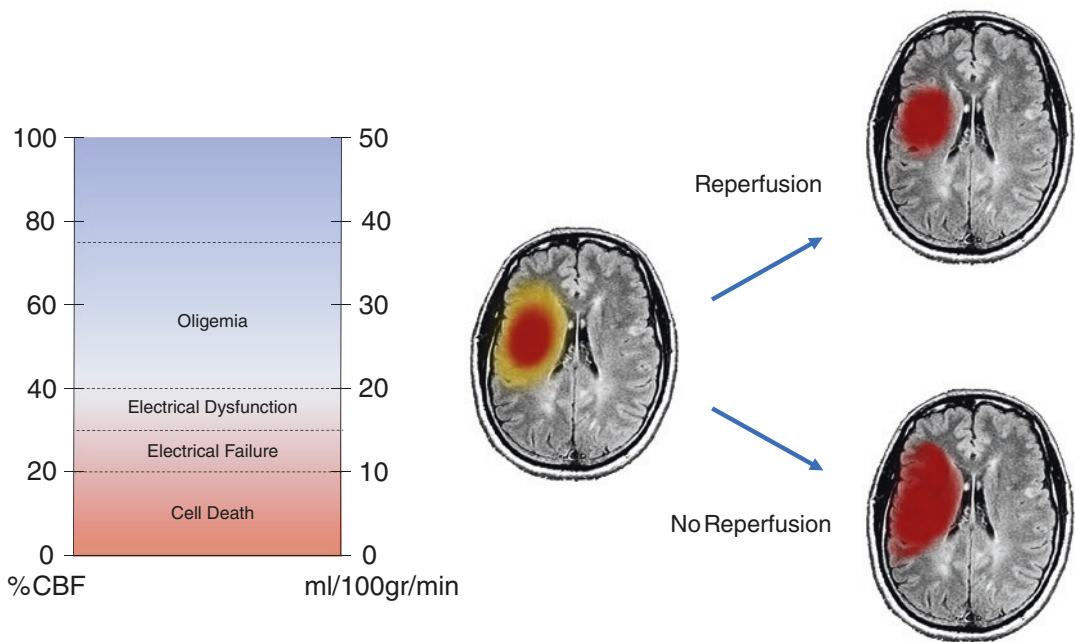 100
80
60
40
20
0
%CBF
50
40
30
20
10
0
ml/100gr/min
Oligemia
Electrical Dysfunction
Electrical Failure
Cell Death
Reperfusion
No Reperfusion